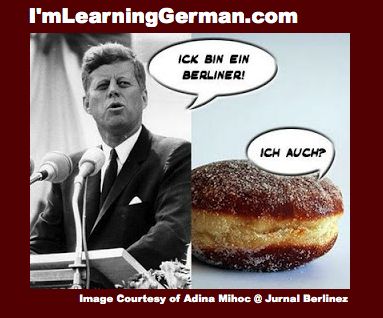 I'mLearningGerman.com
ICK BIN EIN
BERLINER!
ICH AUCH?
Image Courtesy of Adina Mihoc @ Jurnal Berlinez